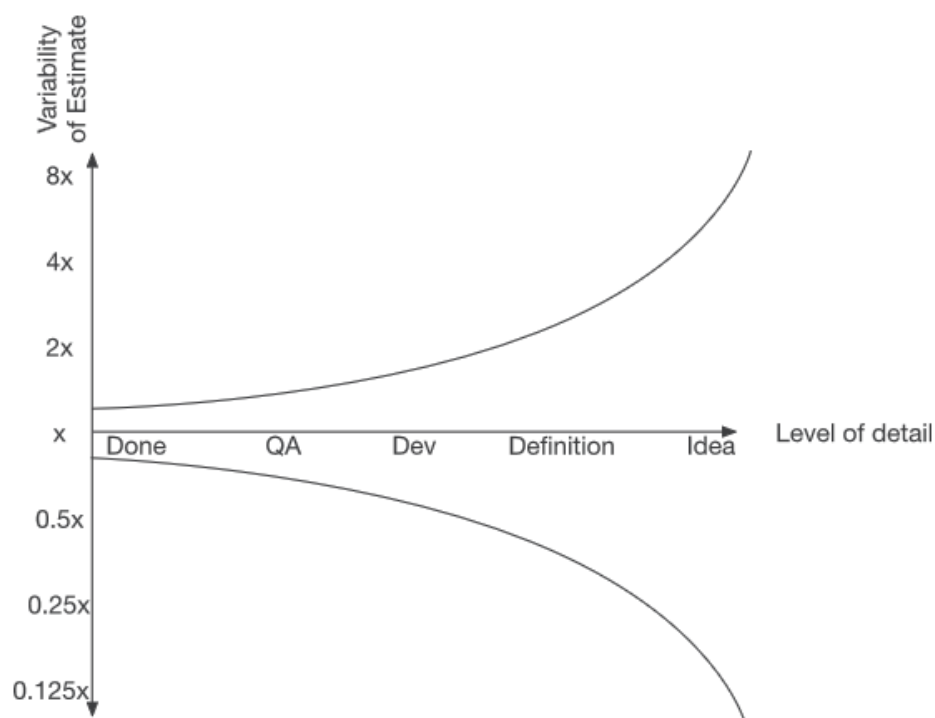 Variability
of Estimate
8x
4x
2x
x
Done
QA
Dev
Definition
Idea
Level of detail
0.5x
0.25x
0.125x